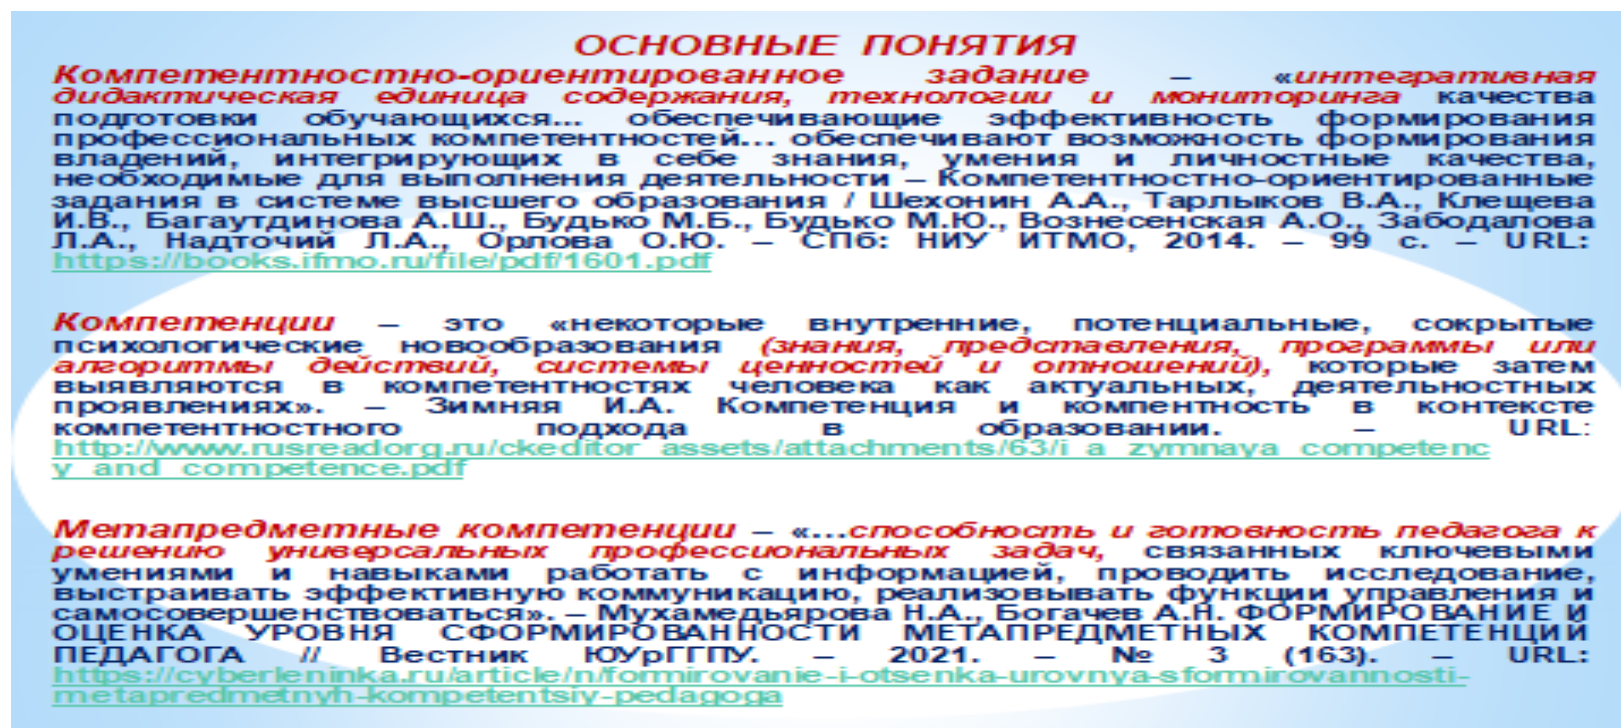 ОСНОВНЫЕ ПОНЯТИЯ
Компетентностно-ориентированное задание – «интегративная
дидактическая единица содержания, технологии и мониторинга качества
подготовки обучающихся... обеспечивающие эффективность формирования
профессиональных компетентностей... обеспечивают возможность формирования
владений, интегрирующих в себе знания, умения и личностные качества,
необходимые для выполнения деятельности – Компетентностно-ориентированные
задания в системе высшего образования / Шехонин А.А., Тарлыков В.А., Клещева
И.В., Багаутдинова А.Ш., Будько М.Б., Будько М.Ю., Вознесенская А.О., Забодалова
Л.А., Надточий Л.А., Орлова О.Ю. – СПб: НИУ ИТМО, 2014. – 99 с. – URL:
https://books.ifmo.ru/file/pdf/1601.pdf
Компетенции – это «некоторые внутренние, потенциальные, сокрытые
психологические новообразования (знания, представления, программы или
алгоритмы действий, системы ценностей и отношений), которые затем
выявляются в компетентностях человека как актуальных, деятельностных
проявлениях». – Зимняя И.А. Компетенция и компентность в контексте
компетентностного подхода в образовании. – URL:
http://www.rusreadorg.ru/ckeditor_assets/attachments/63/i_a_zymnaya_competenc
y_and_competence.pdf
Метапредметные компетенции – «...способность и готовность педагога к
решению универсальных профессиональных задач, связанных ключевыми
умениями и навыками работать с информацией, проводить исследование,
выстраивать эффективную коммуникацию, реализовывать функции управления и
самосовершенствоваться». – Мухамедьярова Н.А., Богачев А.Н. ФОРМИРОВАНИЕ И
ОЦЕНКА УРОВНЯ СФОРМИРОВАННОСТИ МЕТАПРЕДМЕТНЫХ КОМПЕТЕНЦИЙ
ПЕДАГОГА // Вестник ЮУрГГПУ. – 2021. – № 3 (163). – URL:
https://cyberleninka.ru/article/n/formirovanie-i-otsenka-urovnya-sformirovannosti-
metapredmetnyh-kompetentsiy-pedagoga